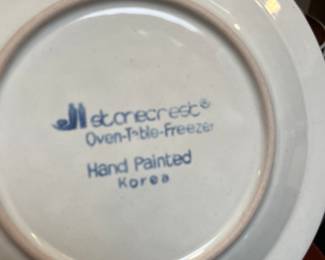 stonecrest®
Oven-Table-Freezer
Hand Painted
Korea